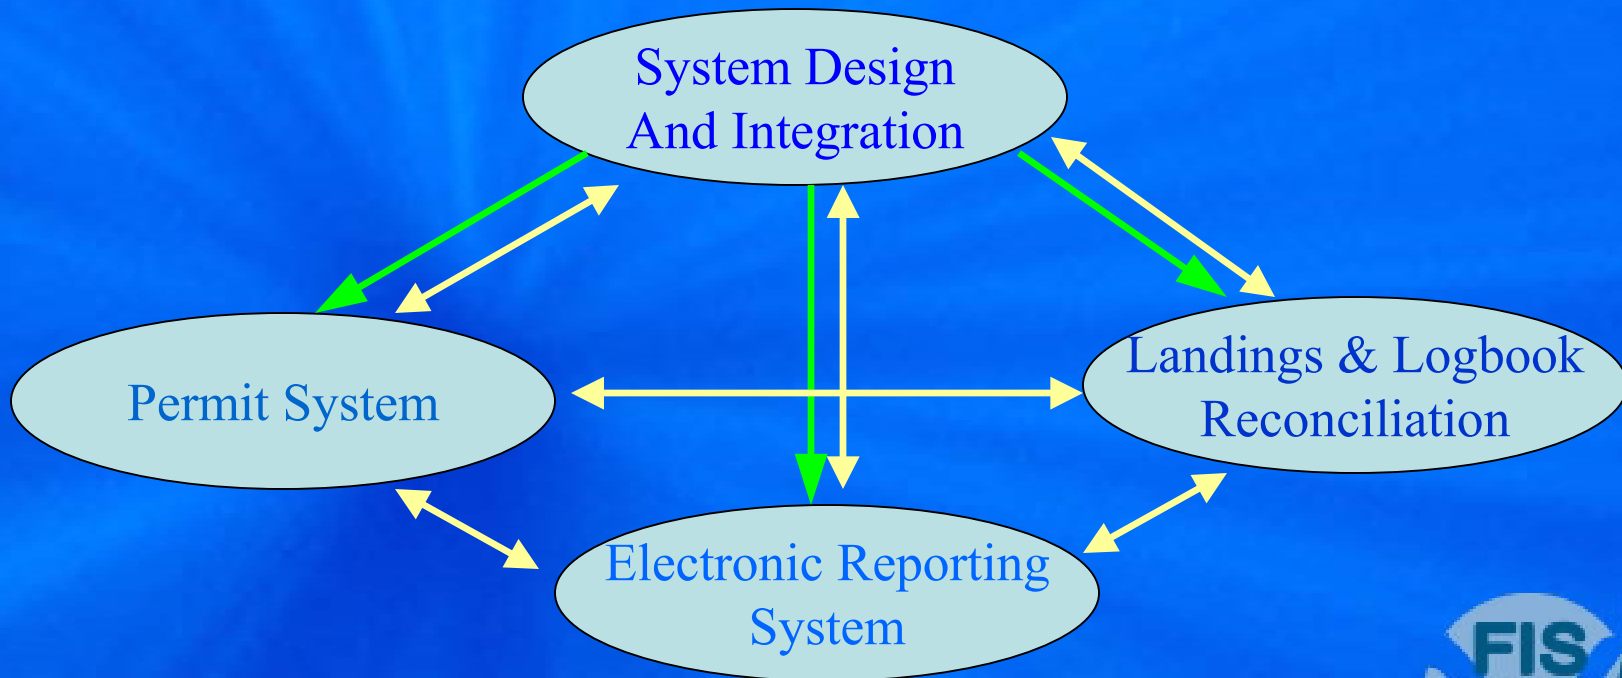 System Design
And Integration
Landings & Logbook
Reconciliation
Permit System
Electronic Reporting
System
FIS